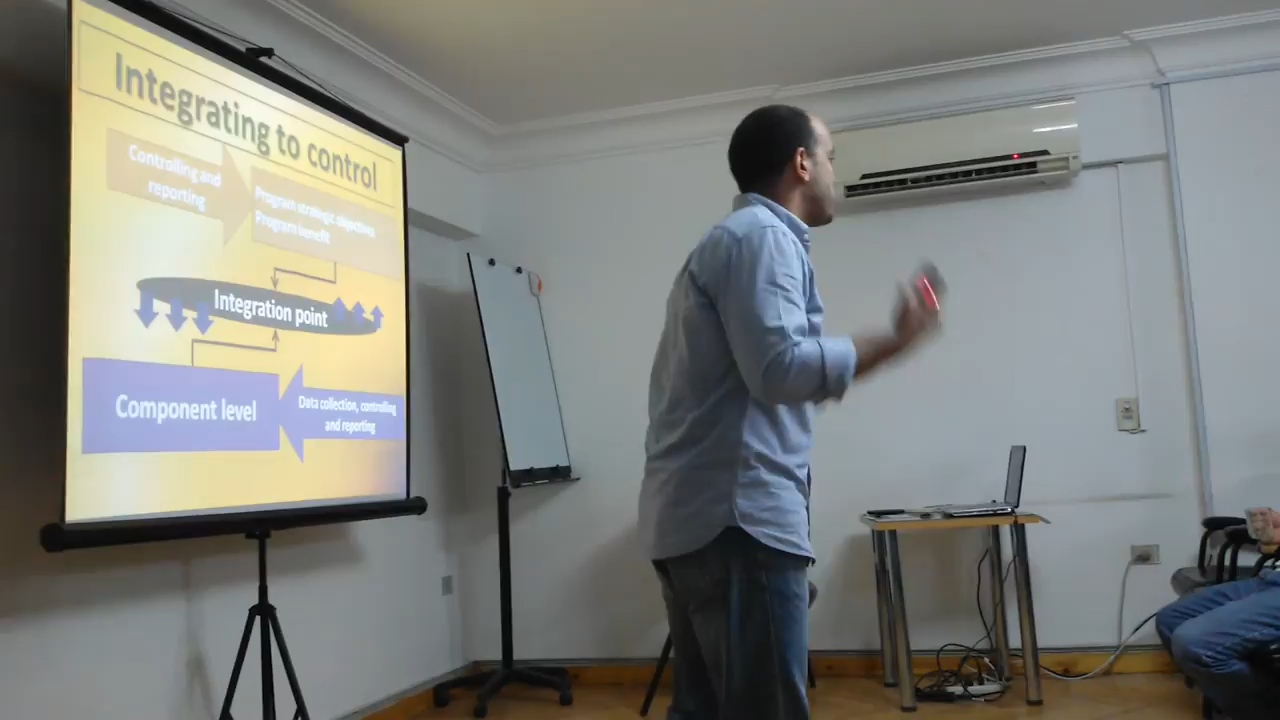 Integrating to control
Controlling and
reporting
Program strategic objectives
Program benefit
Integration point
Component level
Data collection, controlling
and reporting